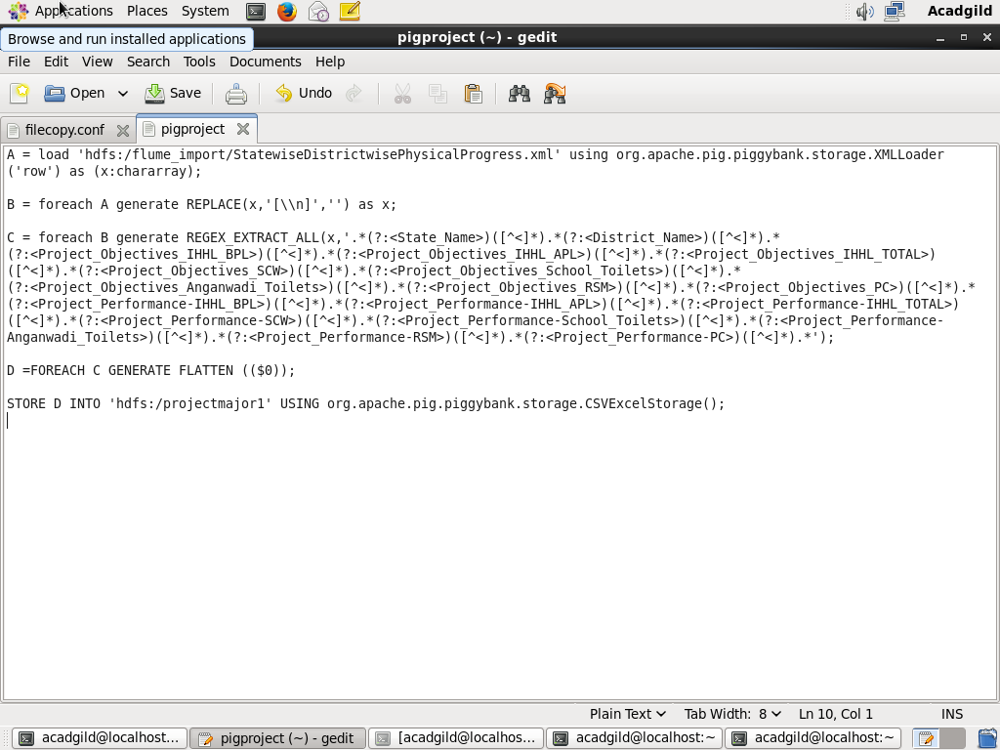 Applications Places System Acadgild
Browse and run installed applications
pigproject (~) - gedit
File Edit View Search Tools Documents Help
Open Save Undo
filecopy.conf pigproject
A = load 'hdfs:/flume_import/StatewiseDistrictwisePhysicalProgress.xml' using org.apache.pig.piggybank.storage.XMLLoader
('row') as (x:chararray);
B = foreach A generate REPLACE(x,'[\\n]','') as x;
C = foreach B generate REGEX_EXTRACT_ALL(x,'.*(?:<State_Name>)([^<]*).*(?:<District_Name>)([^<]*).*
(?:<Project_Objectives_IHHL_BPL>)([^<]*).*(?:<Project_Objectives_IHHL_APL>)([^<]*).*(?:<Project_Objectives_IHHL_TOTAL>)
([^<]*).*(?:<Project_Objectives_SCW>)([^<]*).*(?:<Project_Objectives_School_Toilets>)([^<]*).*
(?:<Project_Objectives_Anganwadi_Toilets>)([^<]*).*(?:<Project_Objectives_RSM>)([^<]*).*(?:<Project_Objectives_PC>)([^<]*).*
(?:<Project_Performance-IHHL_BPL>)([^<]*).*(?:<Project_Performance-IHHL_APL>)([^<]*).*(?:<Project_Performance-IHHL_TOTAL>)
([^<]*).*(?:<Project_Performance-SCW>)([^<]*).*(?:<Project_Performance-School_Toilets>)([^<]*).*(?:<Project_Performance-
Anganwadi_Toilets>)([^<]*).*(?:<Project_Performance-RSM>)([^<]*).*(?:<Project_Performance-PC>)([^<]*).*');
D =FOREACH C GENERATE FLATTEN (($0));
STORE D INTO 'hdfs:/projectmajor1' USING org.apache.pig.piggybank.storage.CSVExcelStorage();
Plain Text Tab Width: 8 Ln 10, Col 1 INS
acadgild@localhost... pigproject (~) - gedit [acadgild@localhos... acadgild@localhost:~ acadgild@localhost:~